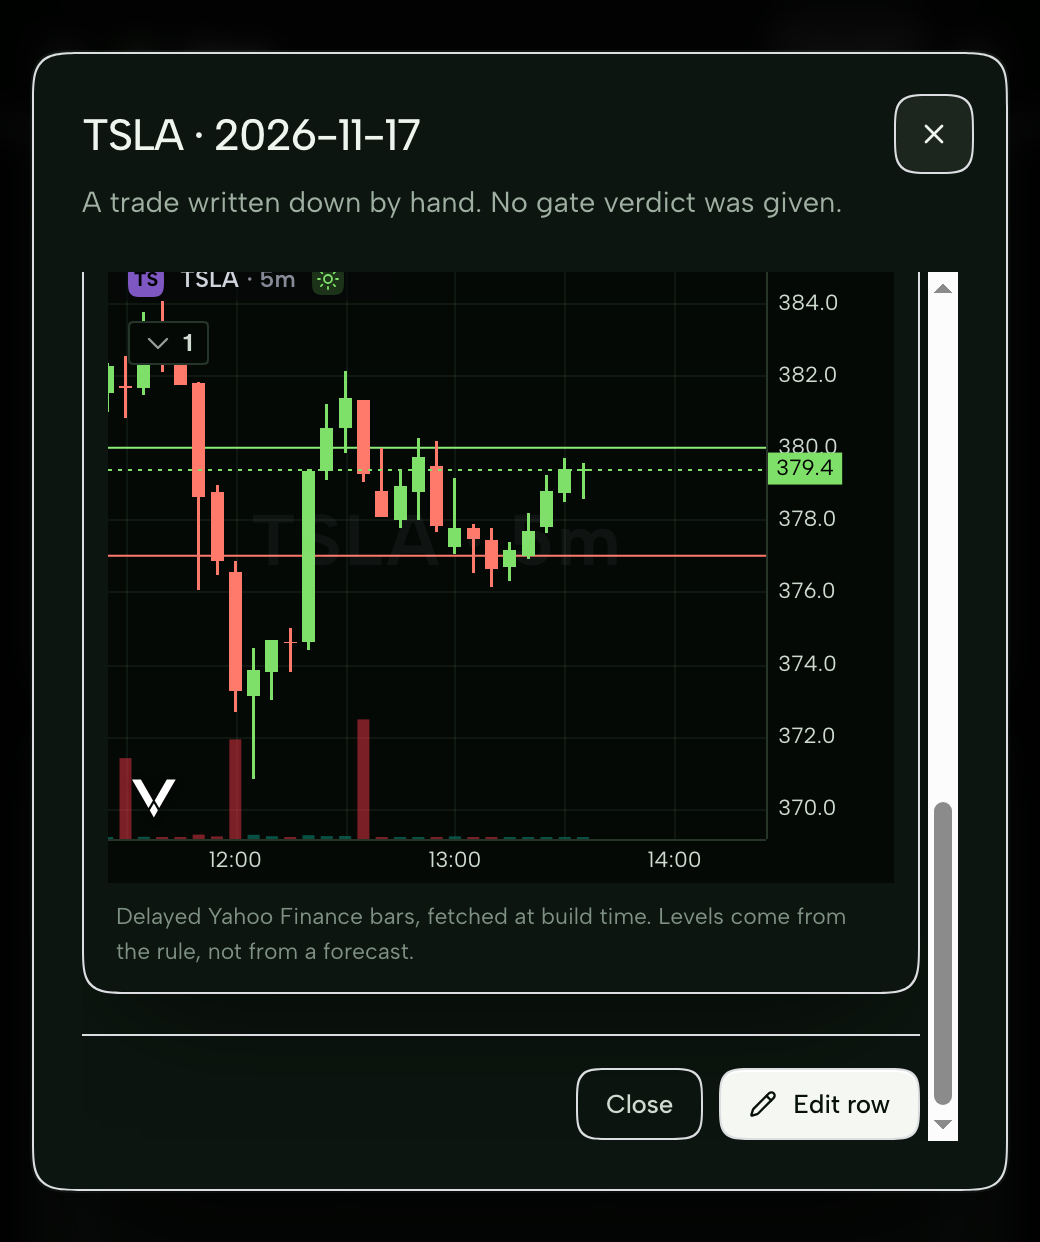 TSLA · 2026-11-17
A trade written down by hand. No gate verdict was given.
TS TSLA · 5m
384.0
1
382.0
380.0
379.4
378.0
TSLA · 5m
376.0
374.0
372.0
370.0
12:00 13:00 14:00
Delayed Yahoo Finance bars, fetched at build time. Levels come from
the rule, not from a forecast.
Close Edit row